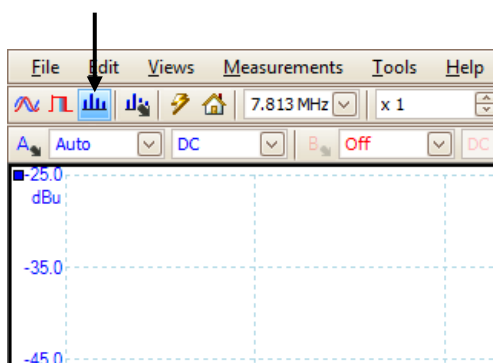 File Edit Views Measurements Tools Help
7.813 MHz x 1
A Auto DC B Off DC
-25.0
dBu
-35.0
-45.0